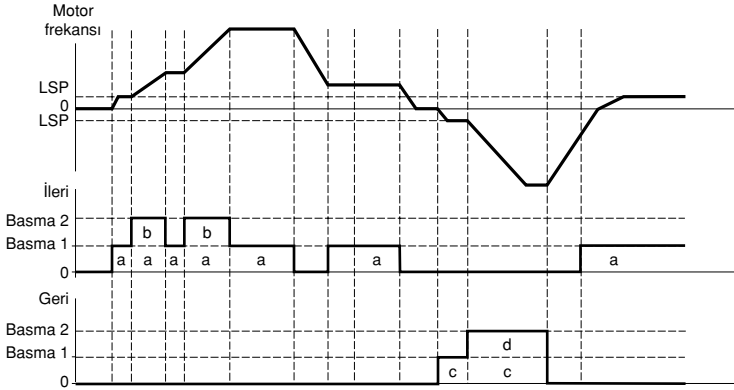 Motor
frekansı
LSP
0
LSP
İleri
Basma 2
b b
Basma 1
a a a a a a a
0
Geri
Basma 2
d
Basma 1
c c
0